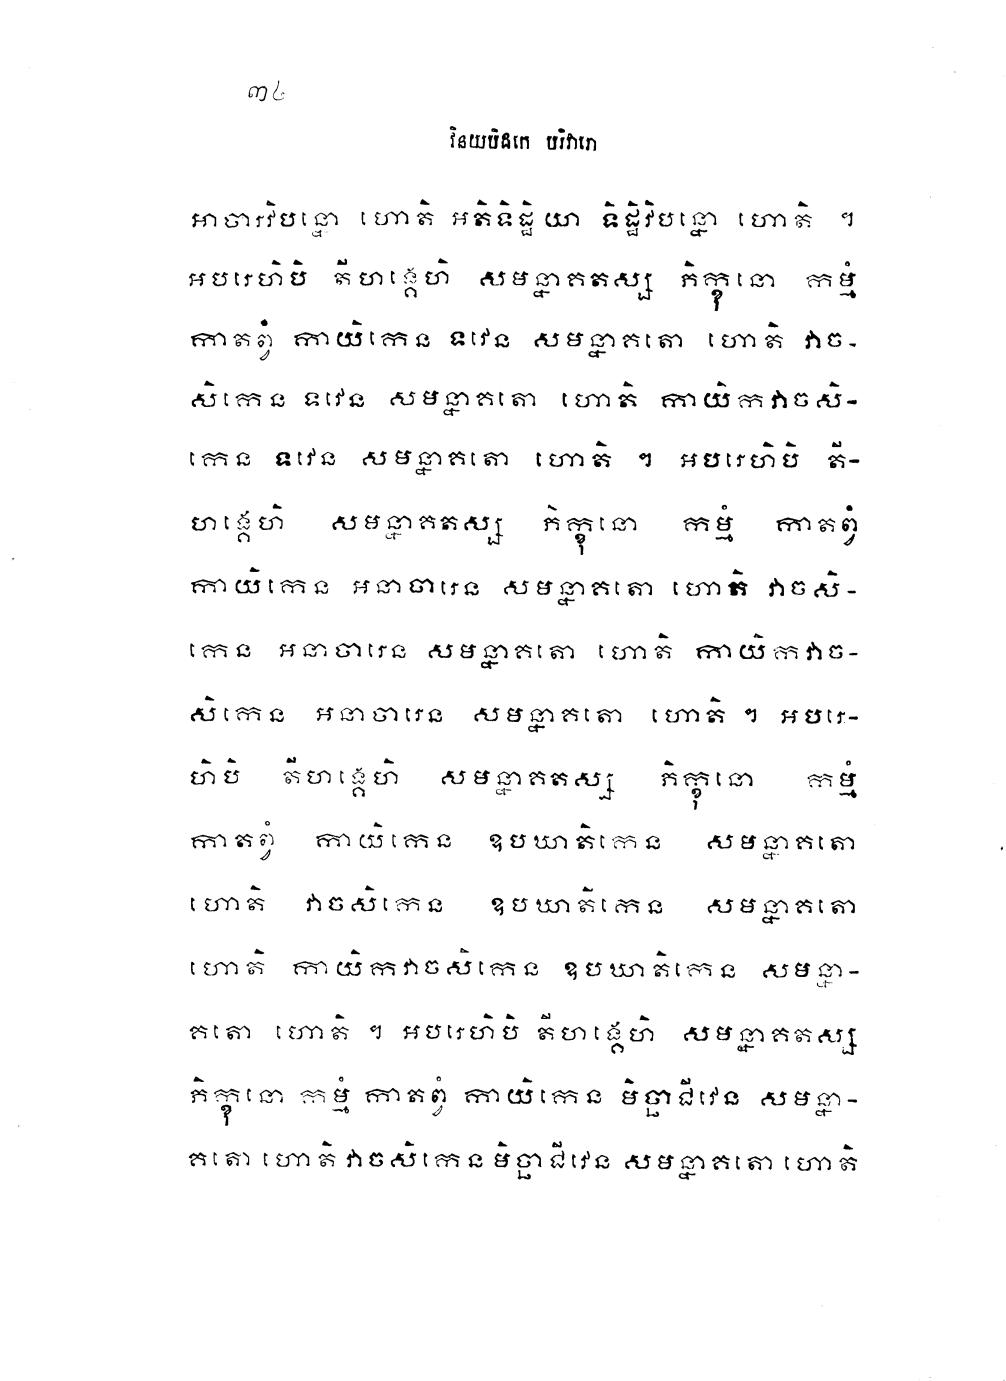 ៣៤
វិនយបិដកេ បរិវារោ
អាចារវិបន្នោ ហោតិ អតិទិដ្ឋិយា ទិដ្ឋិវិបន្នោ ហោតិ ។
អបរេហិបិ តីហង្គេហិ សមន្នាគតស្ស ភិក្ខុនោ កម្មំ
កាតព្វំ កាយិកេន ទវេន សមន្នាគតោ ហោតិ វាច-
សិកេន ទវេន សមន្នាគតោ ហោតិ កាយិកវាចសិ-
កេន ទវេន សមន្នាគតោ ហោតិ ។ អបរេហិបិ តី-
ហង្គេហិ សមន្នាគតស្ស ភិក្ខុនោ កម្មំ កាតព្វំ
កាយិកេន អនាចារេន សមន្នាគតោ ហោតិ វាចសិ-
កេន អនាចារេន សមន្នាគតោ ហោតិ កាយិកវាច-
សិកេន អនាចារេន សមន្នាគតោ ហោតិ ។ អបរេ-
ហិបិ តីហង្គេហិ សមន្នាគតស្ស ភិក្ខុនោ កម្មំ
កាតព្វំ កាយិកេន ឧបឃាតិកេន សមន្នាគតោ
ហោតិ វាចសិកេន ឧបឃាតិកេន សមន្នាគតោ
ហោតិ កាយិកវាចសិកេន ឧបឃាតិកេន សមន្នា-
គតោ ហោតិ ។ អបរេហិបិ តីហង្គេហិ សមន្នាគតស្ស
ភិក្ខុនោ កម្មំ កាតព្វំ កាយិកេន មិច្ឆាជីវេន សមន្នា-
គតោ ហោតិ វាចសិកេន មិច្ឆាជីវេន សមន្នាគតោ ហោតិ